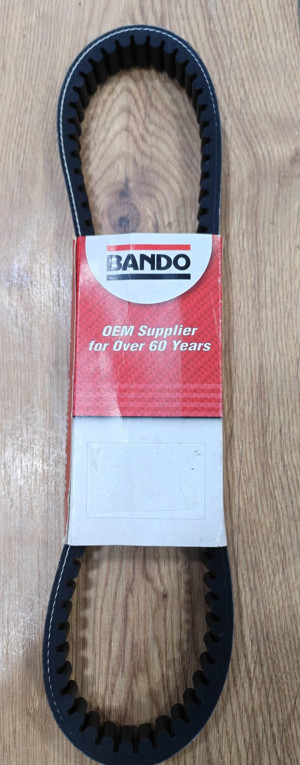 BANDO
OEM Supplier
for Over 60 Years